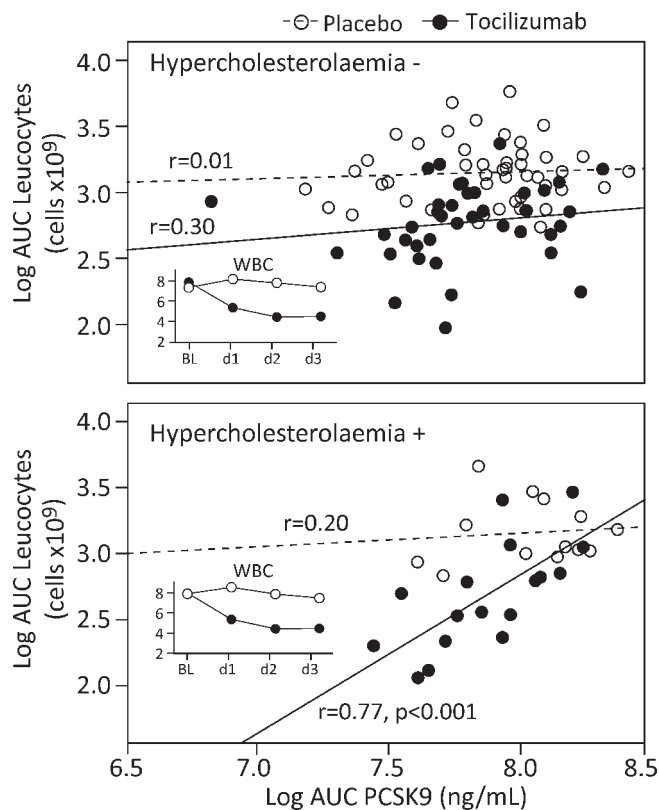 Placebo Tocilizumab
Hypercholesterolaemia -
4.0
3.5
3.0
2.5
2.0
Log AUC Leucocytes
(cells x10⁹)
r=0.01
r=0.30
WBC
8
6
4
2
BL d1 d2 d3
Hypercholesterolaemia +
4.0
3.5
3.0
2.5
2.0
Log AUC Leucocytes
(cells x10⁹)
r=0.20
WBC
8
6
4
2
BL d1 d2 d3
r=0.77, p<0.001
6.5 7.0 7.5 8.0 8.5
Log AUC PCSK9 (ng/mL)